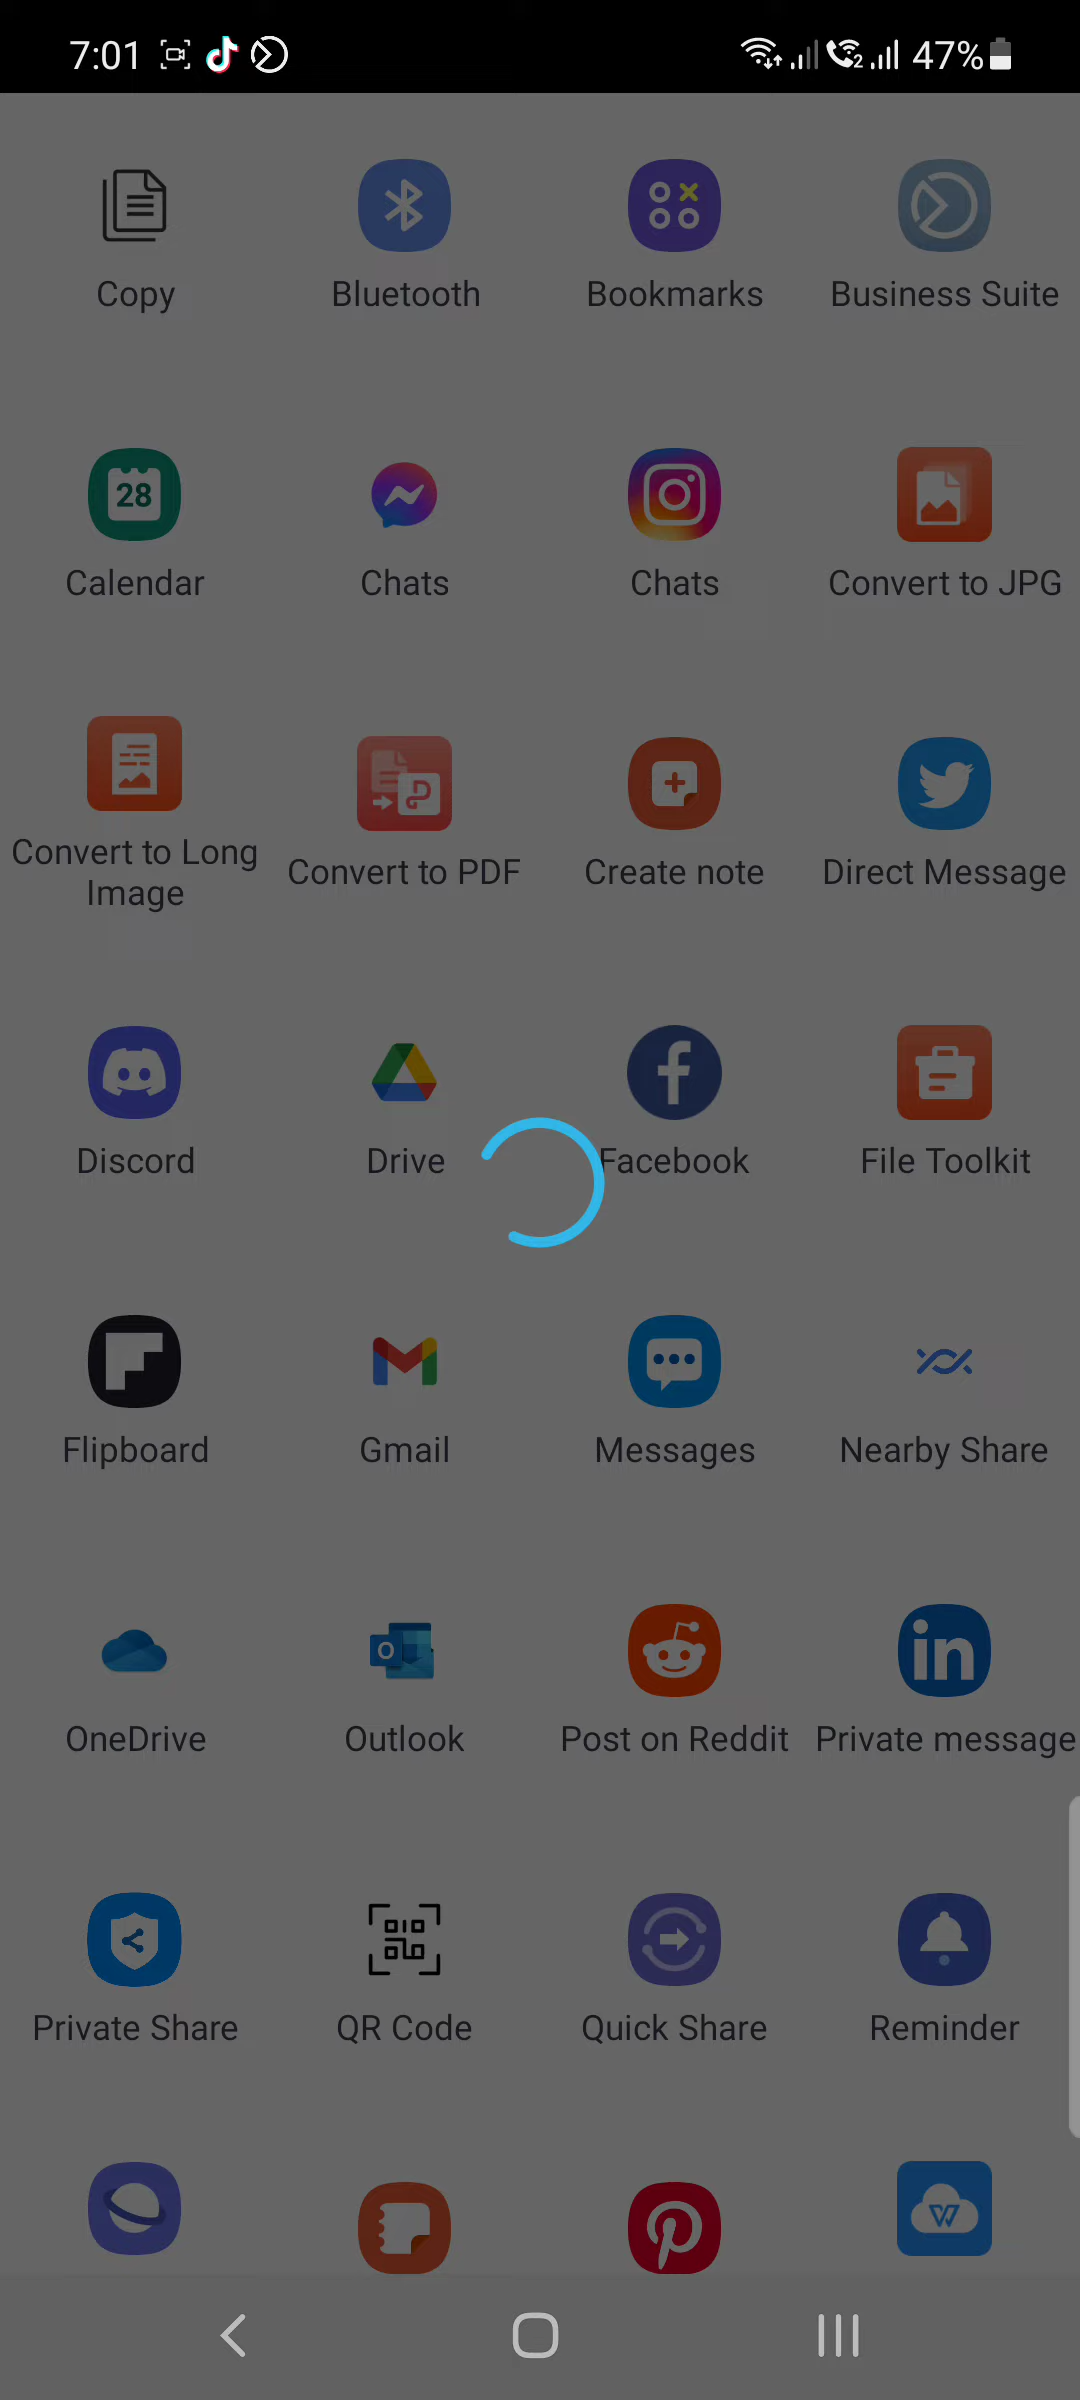 7:01
2
47%
Copy
Bluetooth
Bookmarks
Business Suite
28
Calendar
Chats
Chats
Convert to JPG
Convert to Long
Image
Convert to PDF
Create note
Direct Message
Discord
Drive
Facebook
File Toolkit
Flipboard
Gmail
Messages
Nearby Share
OneDrive
Outlook
Post on Reddit
Private message
Private Share
QR Code
Quick Share
Reminder